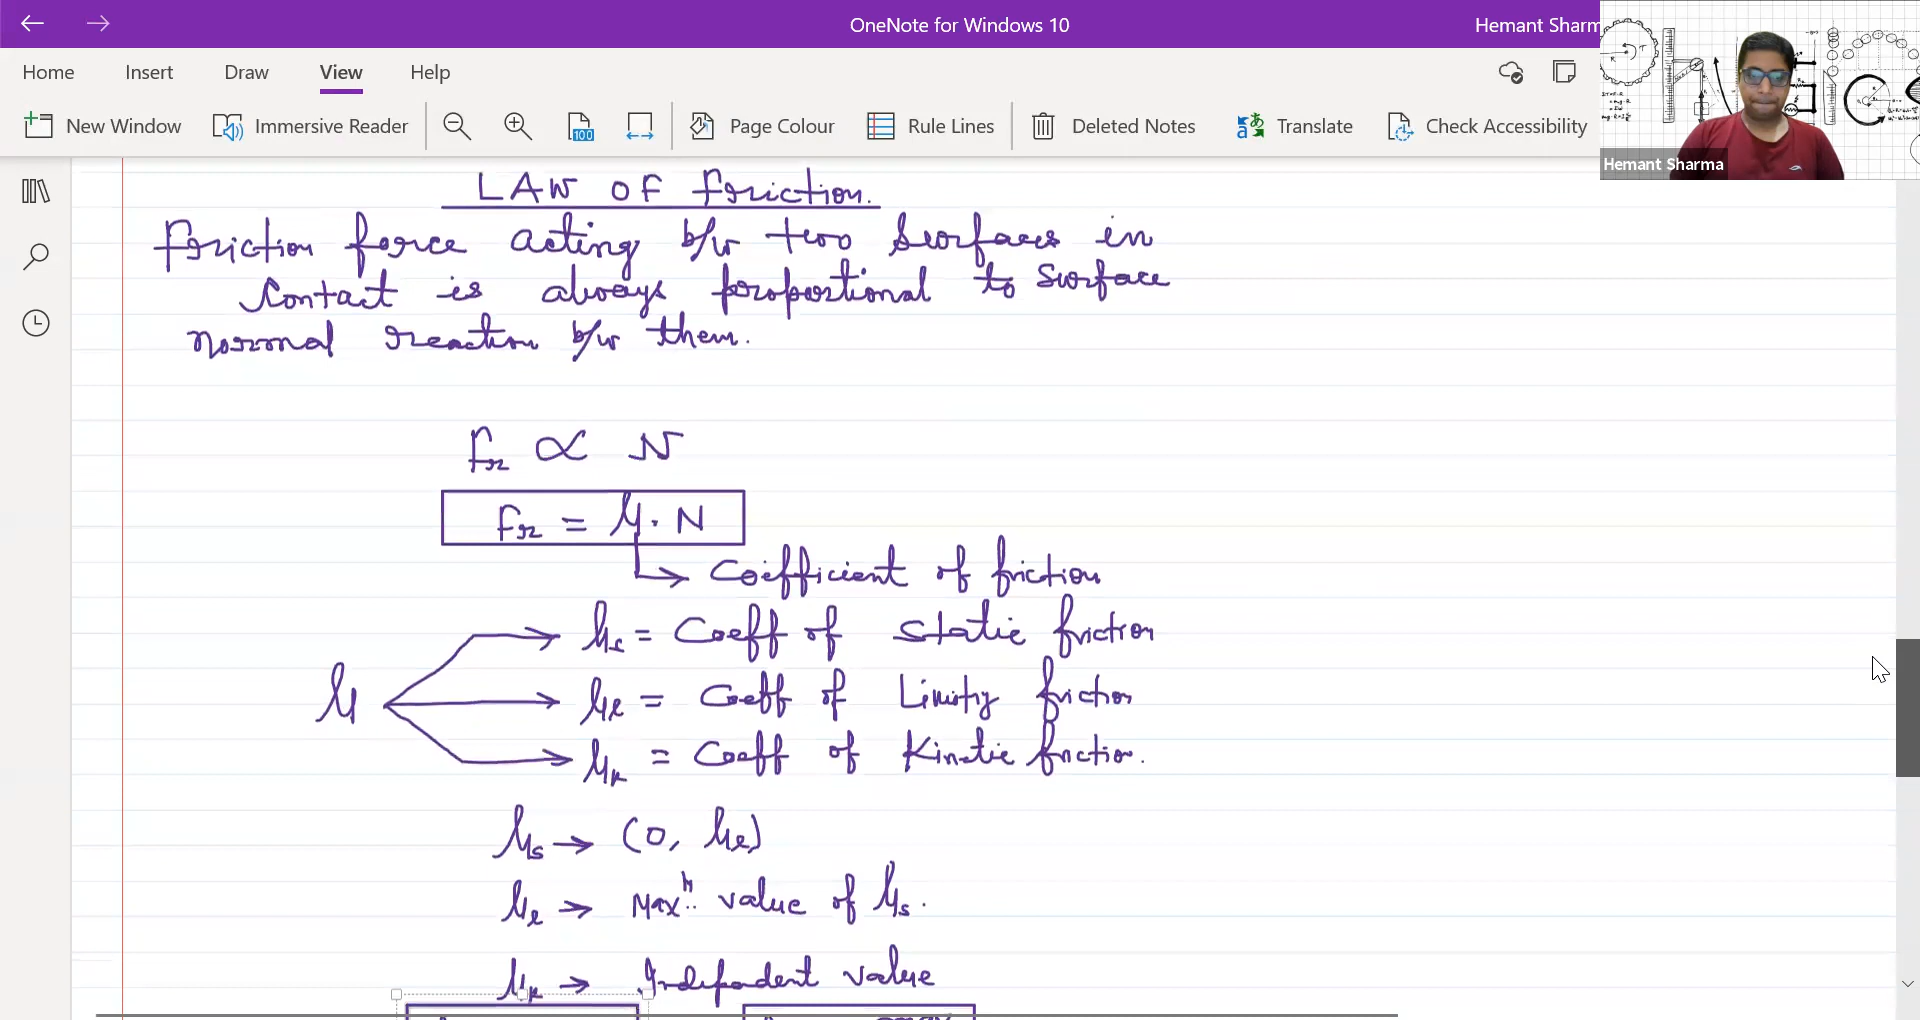 OneNote for Windows 10
Hemant Sharm
Home Insert Draw View Help
New Window Immersive Reader 100 Page Colour Rule Lines Deleted Notes Translate Check Accessibility
Hemant Sharma
LAW OF friction.
friction force acting b/w two surfaces in
contact is always proportional to surface
normal reaction b/w them.
fr ∝ N
fr = μ · N
Coefficient of friction
μs = Coeff of Static friction
μ
μl = Coeff of Limiting friction
μk = Coeff of Kinetic friction.
μs → (0, μl)
μl → Maxm value of μs.
μk → Independent value